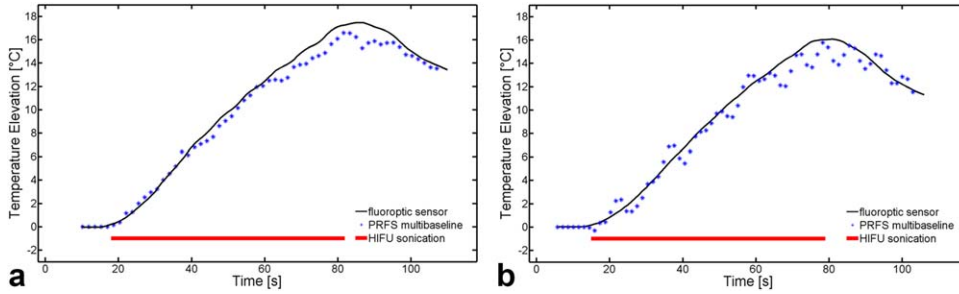 18
16
14
12
10
8
6
4
2
0
-2
Temperature Elevation [°C]
0 20 40 60 80 100
Time [s]
fluoroptic sensor
PRFS multibaseline
HIFU sonication
a
18
16
14
12
10
8
6
4
2
0
-2
Temperature Elevation [°C]
0 20 40 60 80 100
Time [s]
fluoroptic sensor
PRFS multibaseline
HIFU sonication
b